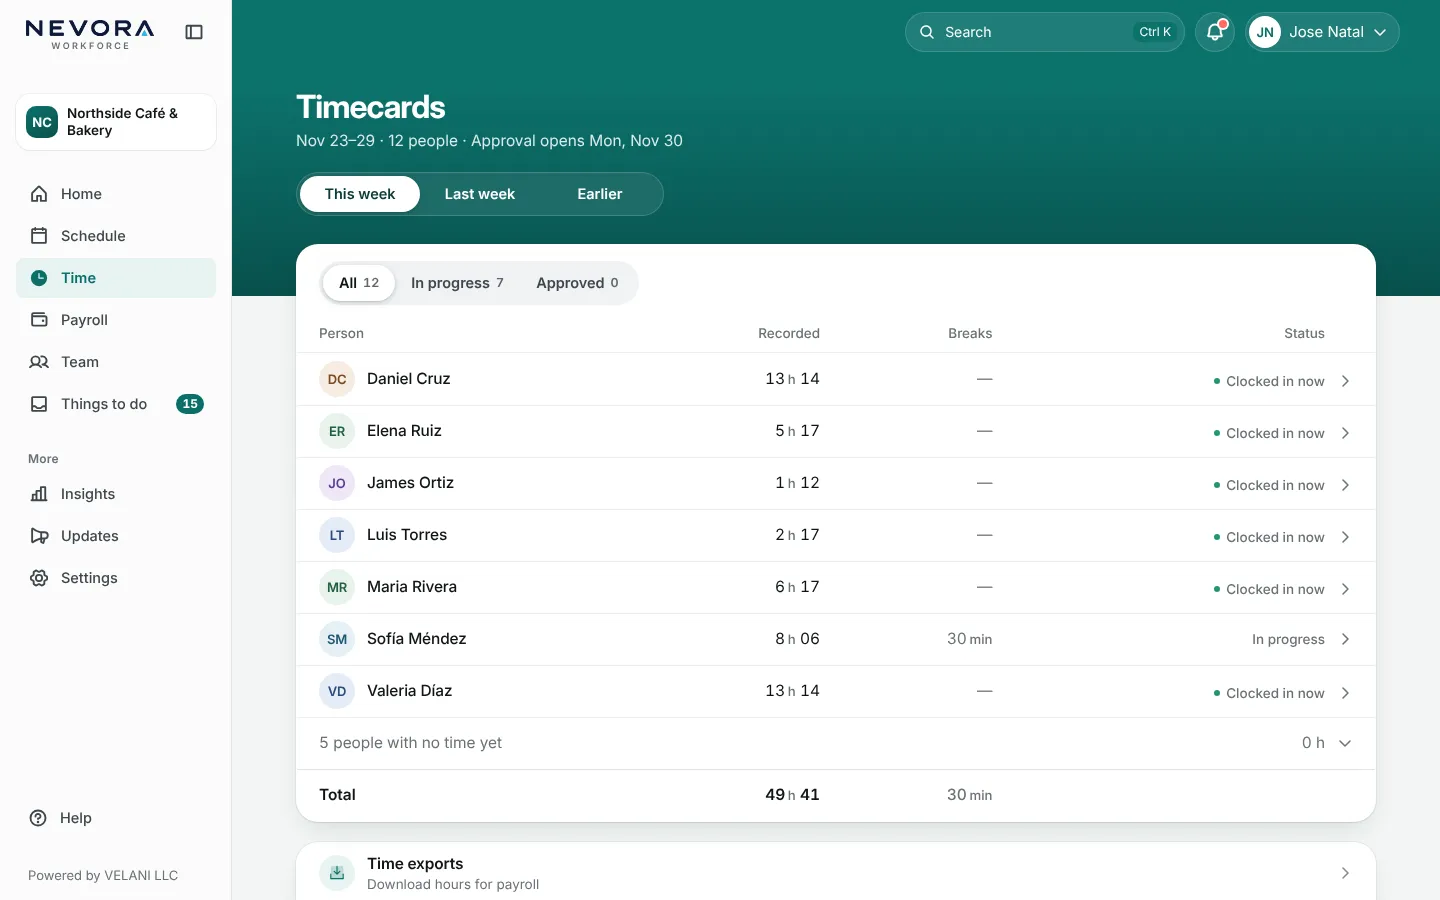 NEVORA
WORKFORCE
Search
Ctrl K
JN
Jose Natal
NC
Northside Café &
Bakery
Home
Schedule
Time
Payroll
Team
Things to do
15
More
Insights
Updates
Settings
Help
Powered by VELANI LLC
Timecards
Nov 23–29 · 12 people · Approval opens Mon, Nov 30
This week
Last week
Earlier
All 12
In progress 7
Approved 0
Person Recorded Breaks Status
DC Daniel Cruz 13 h 14 — Clocked in now
ER Elena Ruiz 5 h 17 — Clocked in now
JO James Ortiz 1 h 12 — Clocked in now
LT Luis Torres 2 h 17 — Clocked in now
MR Maria Rivera 6 h 17 — Clocked in now
SM Sofía Méndez 8 h 06 30 min In progress
VD Valeria Díaz 13 h 14 — Clocked in now
5 people with no time yet 0 h
Total 49 h 41 30 min
Time exports
Download hours for payroll